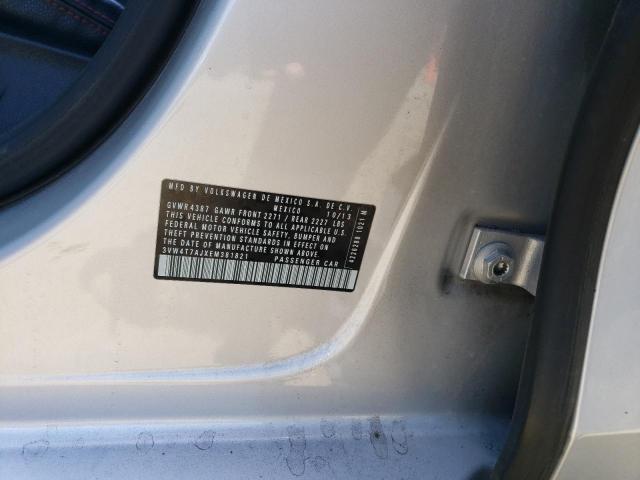 MFD BY VOLKSWAGEN DE MEXICO S.A. DE C.V.
MEXICO 10/13
GVWR4387 GAWR FRONT 2271 / REAR 2227 LBS
THIS VEHICLE CONFORMS TO ALL APPLICABLE U.S.
FEDERAL MOTOR VEHICLE SAFETY, BUMPER AND
THEFT PREVENTION STANDARDS IN EFFECT ON
THE DATE OF MANUFACTURE SHOWN ABOVE.
3VW4T7AJXEM381821 PASSENGER CAR
1021 M